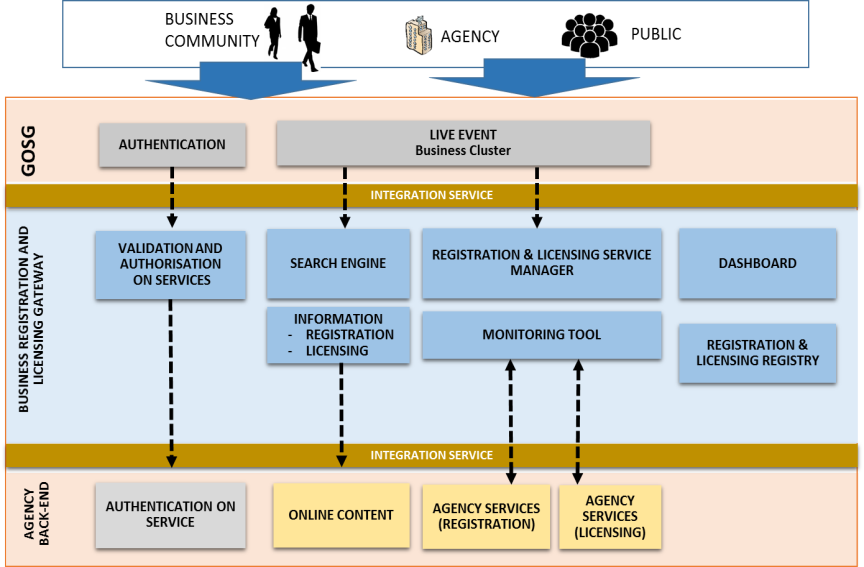 BUSINESS
COMMUNITY
AGENCY
PUBLIC
GOSG
AUTHENTICATION
LIVE EVENT
Business Cluster
INTEGRATION SERVICE
BUSINESS REGISTRATION AND
LICENSING GATEWAY
VALIDATION AND
AUTHORISATION
ON SERVICES
SEARCH ENGINE
REGISTRATION & LICENSING SERVICE
MANAGER
DASHBOARD
INFORMATION
- REGISTRATION
- LICENSING
MONITORING TOOL
REGISTRATION &
LICENSING REGISTRY
INTEGRATION SERVICE
AGENCY
BACK-END
AUTHENTICATION ON
SERVICE
ONLINE CONTENT
AGENCY SERVICES
(REGISTRATION)
AGENCY
SERVICES
(LICENSING)